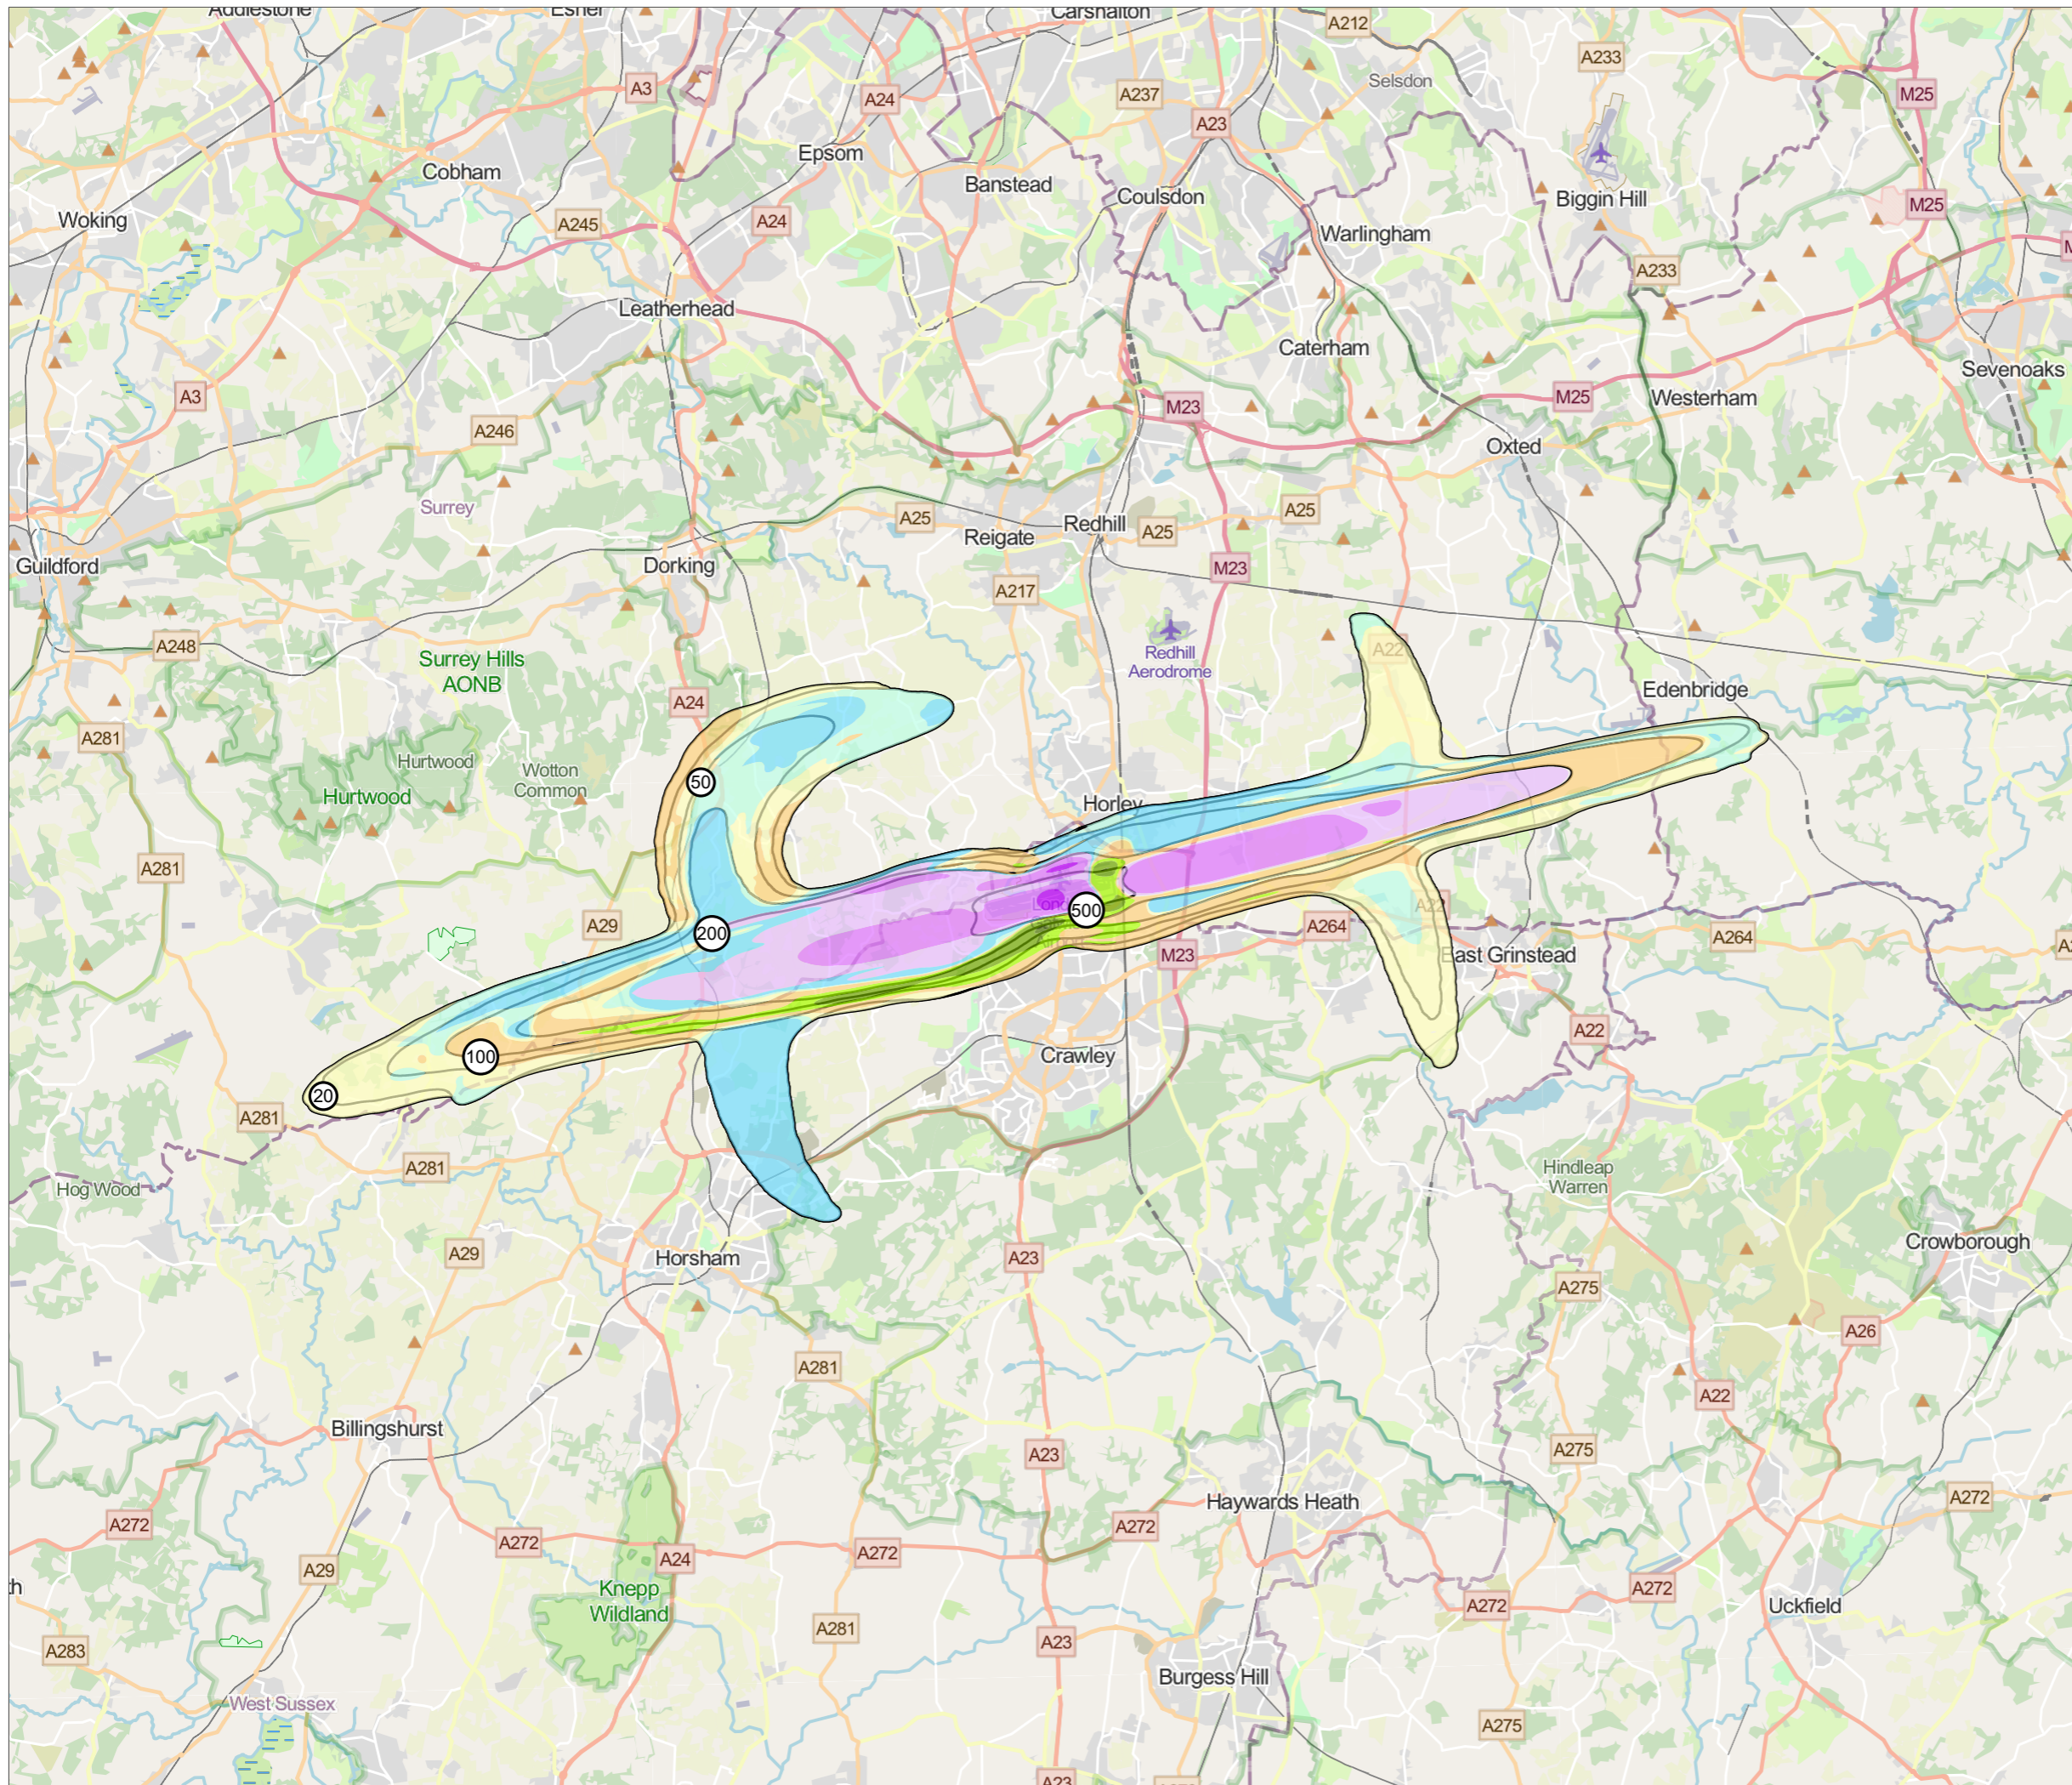 Addlestone
Esher
Carshalton
A212
A233
Selsdon
A3
A24
A237
M25
A23
Epsom
Cobham
Banstead
Coulsdon
Biggin Hill
M25
Woking
A245
A24
Warlingham
A233
Leatherhead
Caterham
Sevenoaks
A3
M23
M25
Westerham
A246
Oxted
Surrey
A25
Redhill
A25
A25
Reigate
Guildford
Dorking
M23
A217
A248
Surrey Hills
AONB
Redhill
Aerodrome
A22
A24
Edenbridge
A281
Hurtwood
Wotton
Common
50
Hurtwood
Horley
A281
A29
200
500
A22
A264
A264
M23
East Grinstead
A22
100
Crawley
20
A281
A281
Hog Wood
Hindleap
Warren
A29
Horsham
A23
Crowborough
A275
A26
A281
A22
Billingshurst
A23
A275
Haywards Heath
A272
A272
A272
A272
A272
A24
A29
Knepp
Wildland
A272
A272
Uckfield
A281
A23
A283
Burgess Hill
West Sussex
A275
A23